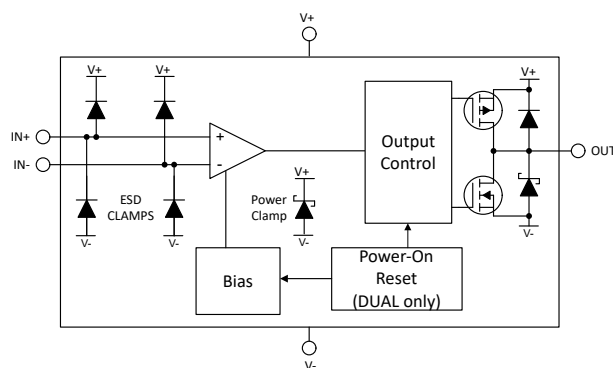 V+
V+
V+
V+
IN+
+
Output
Control
OUT
IN-
-
ESD
CLAMPS
Power
Clamp
V+
V-
V-
V-
V-
Bias
Power-On
Reset
(DUAL only)
V-